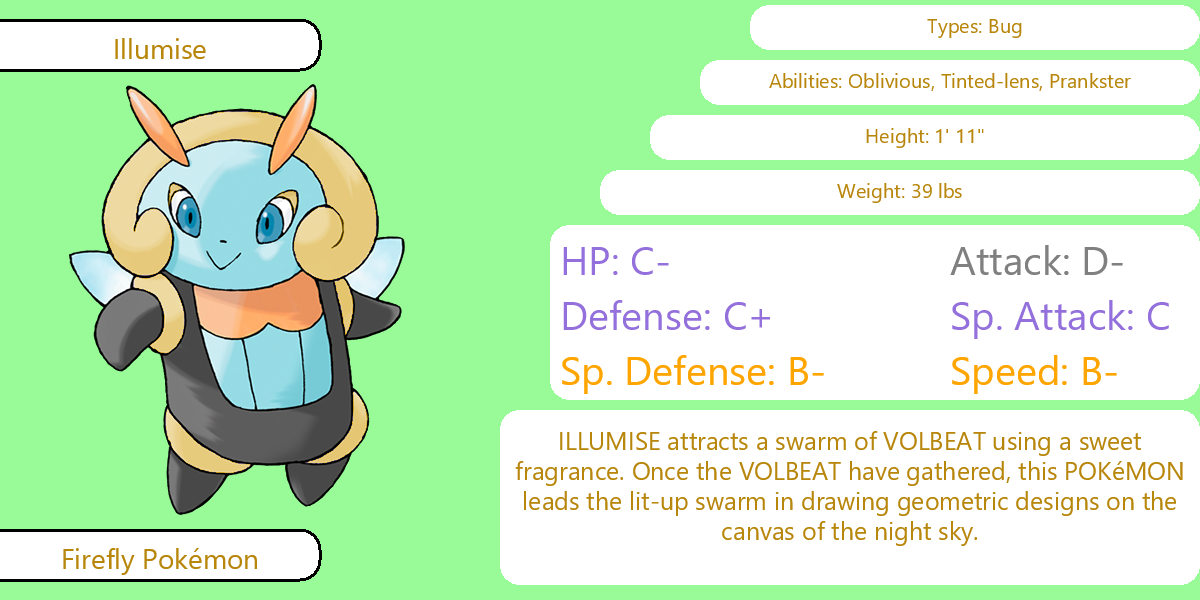 Illumise
Types: Bug
Abilities: Oblivious, Tinted-lens, Prankster
Height: 1' 11"
Weight: 39 lbs
HP: C-
Attack: D-
Defense: C+
Sp. Attack: C
Sp. Defense: B-
Speed: B-
ILLUMISE attracts a swarm of VOLBEAT using a sweet
fragrance. Once the VOLBEAT have gathered, this POKéMON
leads the lit-up swarm in drawing geometric designs on the
canvas of the night sky.
Firefly Pokémon